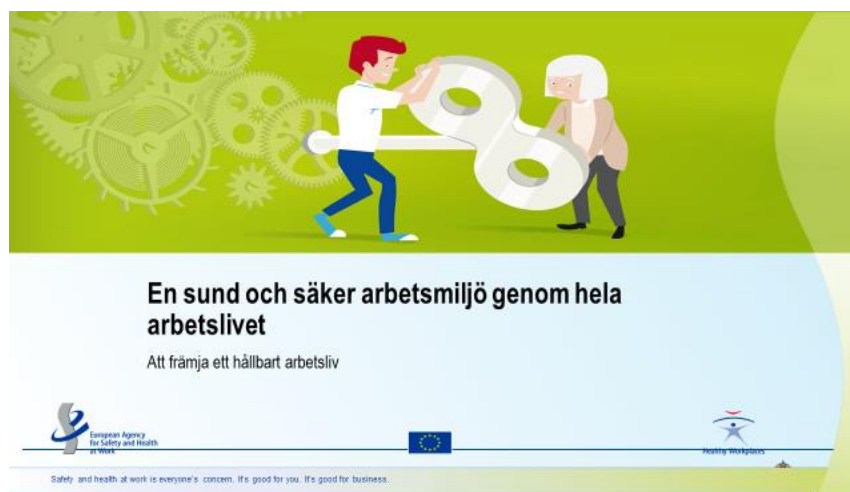 En sund och säker arbetsmiljö genom hela
arbetslivet
Att främja ett hållbart arbetsliv
European Agency
for Safety and Health
at Work
Healthy Workplaces
Safety and health at work is everyone's concern. It's good for you. It's good for business.